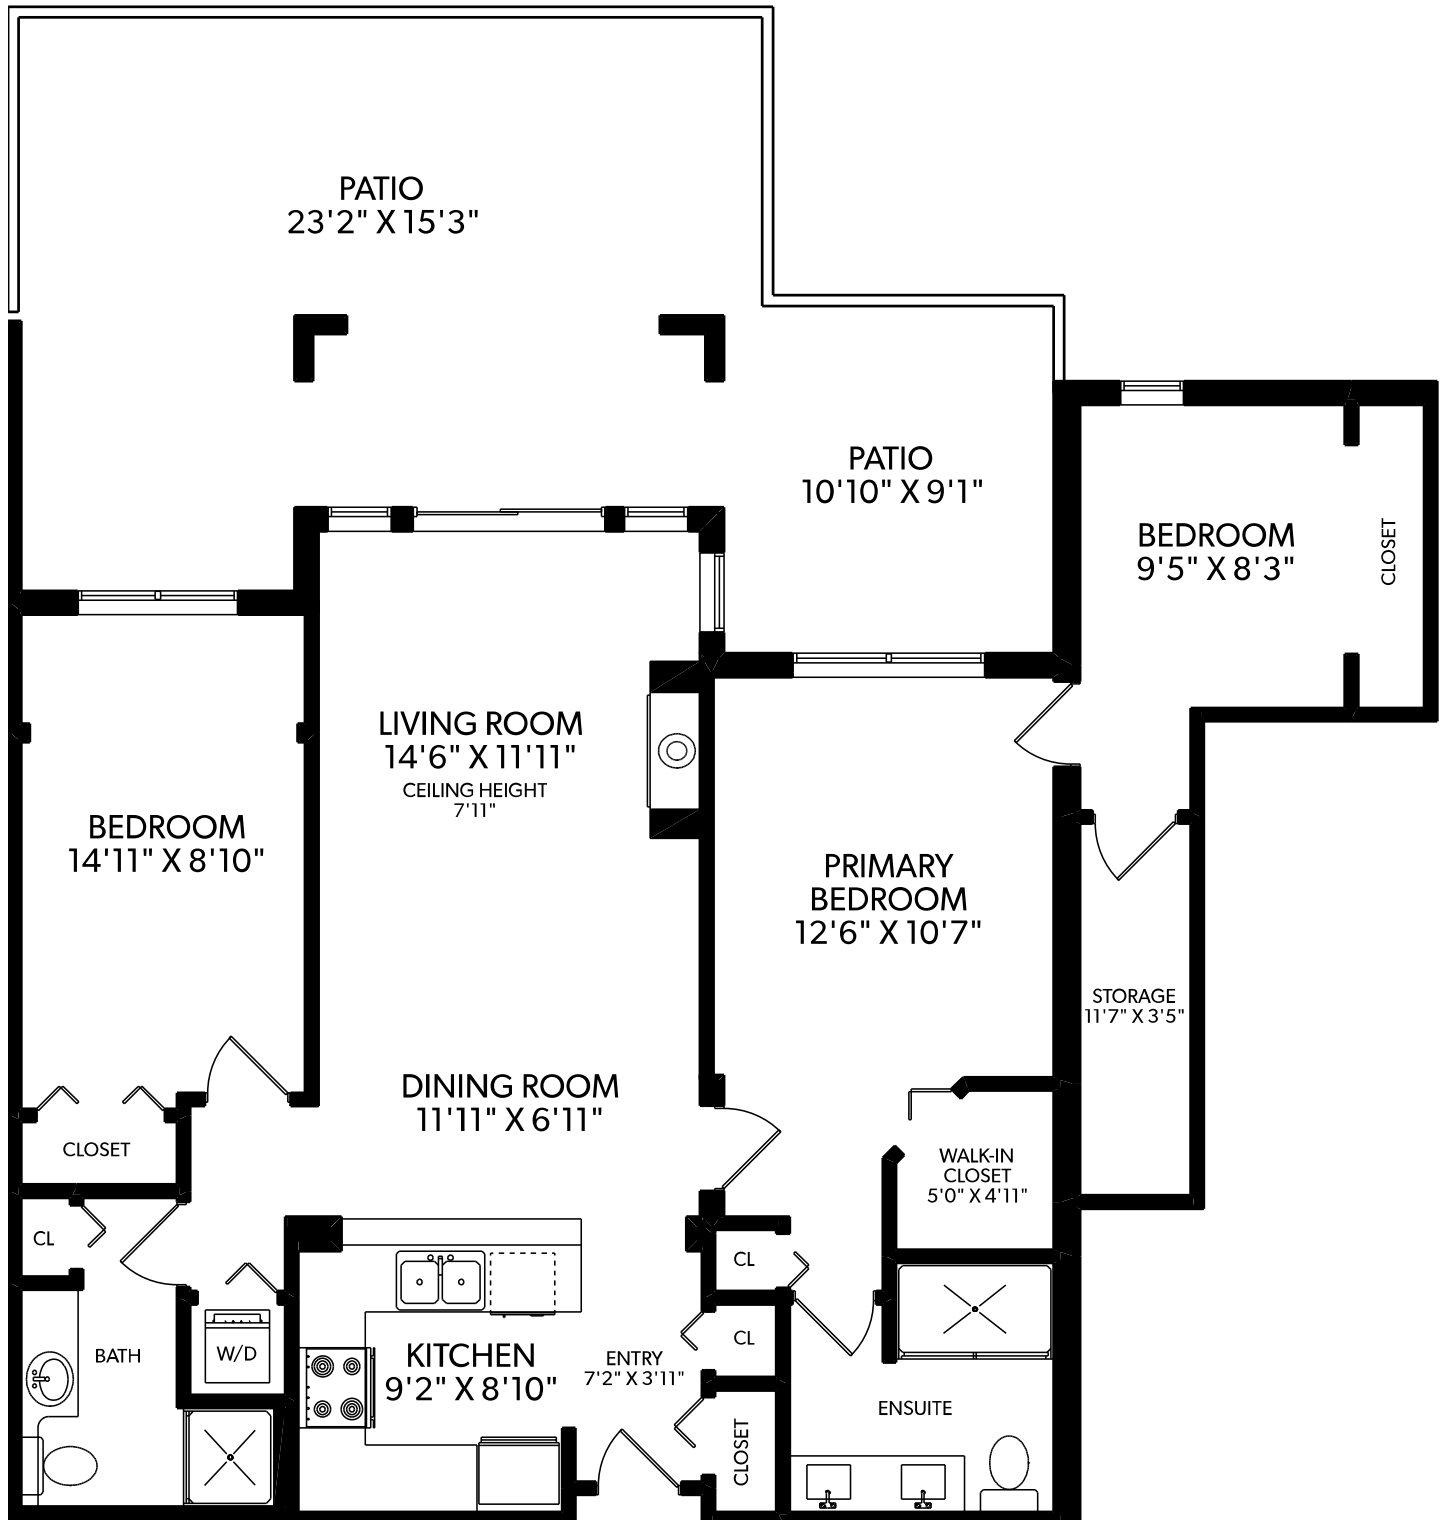 PATIO
23'2" X 15'3"
PATIO
10'10" X 9'1"
BEDROOM
9'5" X 8'3"
CLOSET
LIVING ROOM
14'6" X 11'11"
CEILING HEIGHT
7'11"
BEDROOM
14'11" X 8'10"
PRIMARY
BEDROOM
12'6" X 10'7"
STORAGE
11'7" X 3'5"
DINING ROOM
11'11" X 6'11"
CLOSET
WALK-IN
CLOSET
5'0" X 4'11"
CL
CL
CL
BATH
W/D
KITCHEN
9'2" X 8'10"
ENTRY
7'2" X 3'11"
CLOSET
ENSUITE